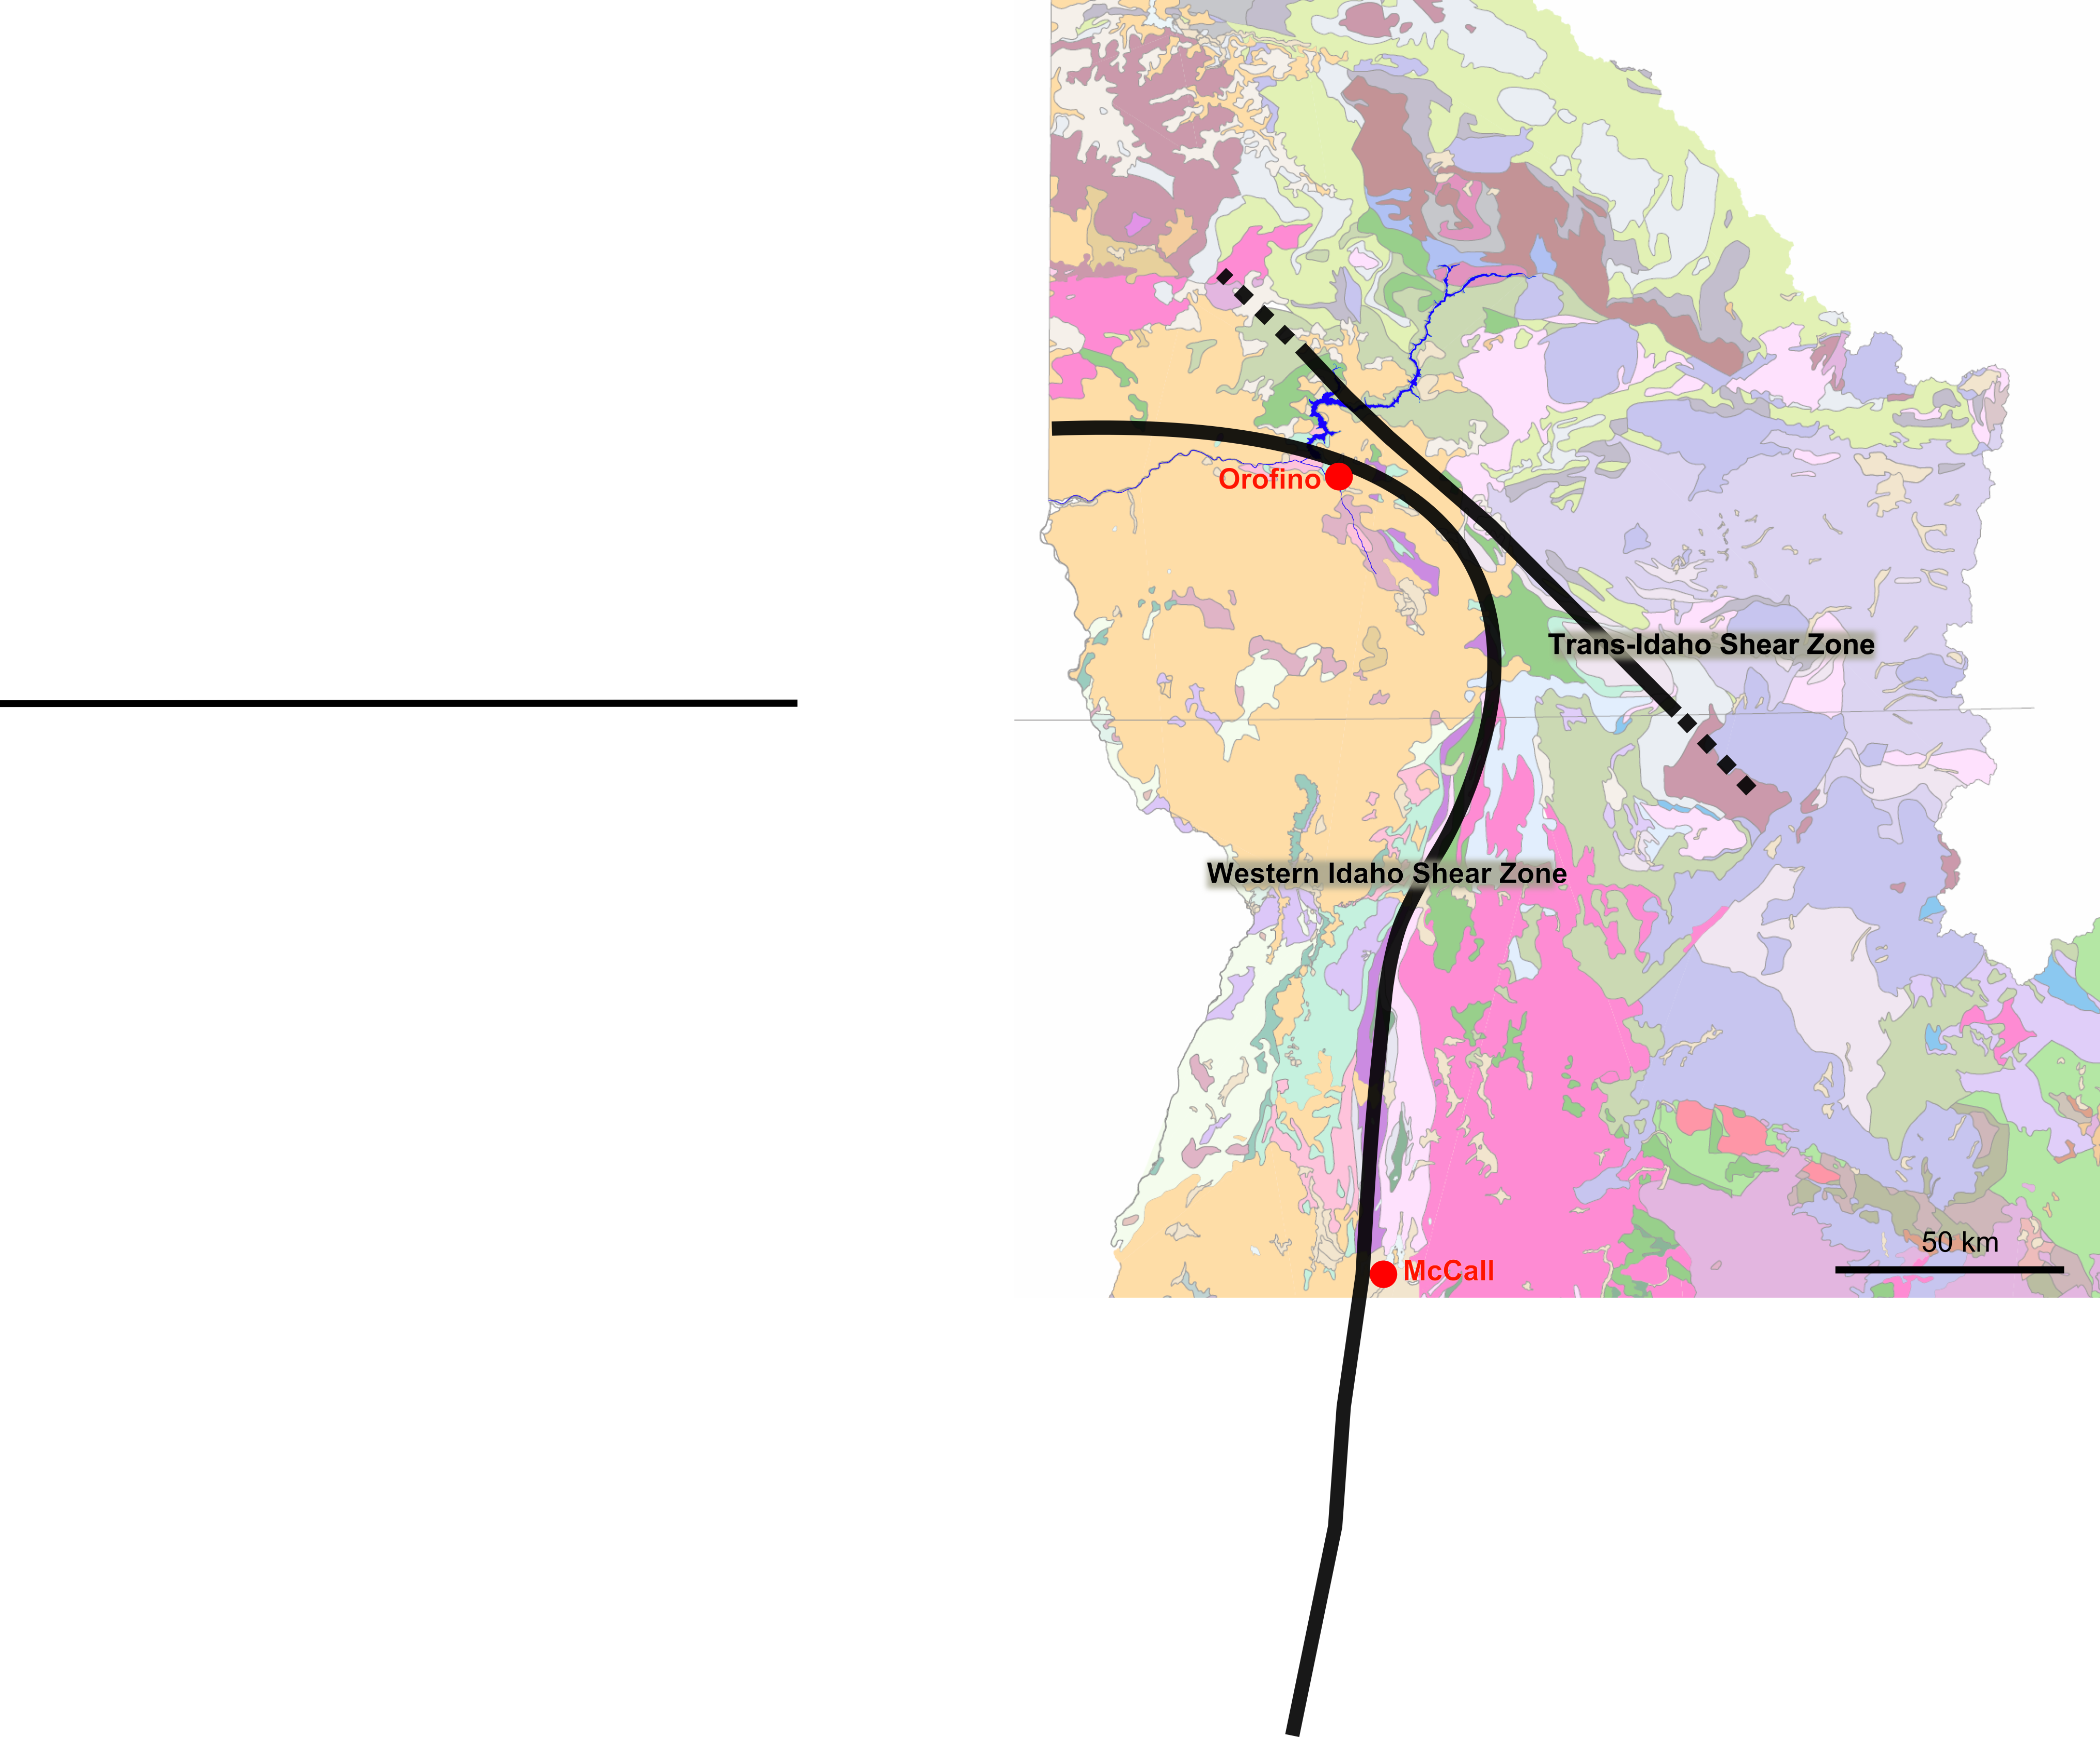 Orofino
Trans-Idaho Shear Zone
Western Idaho Shear Zone
50 km
McCall